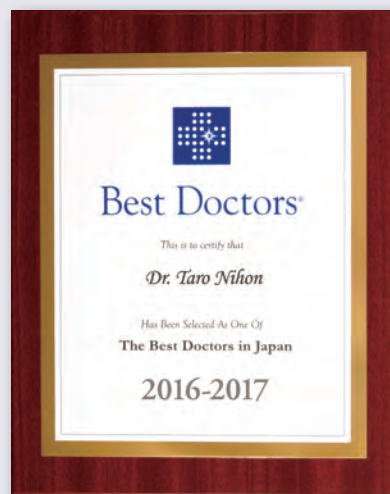 Best Doctors®
This is to certify that
Dr. Taro Nihon
Has Been Selected As One Of
The Best Doctors in Japan
2016-2017